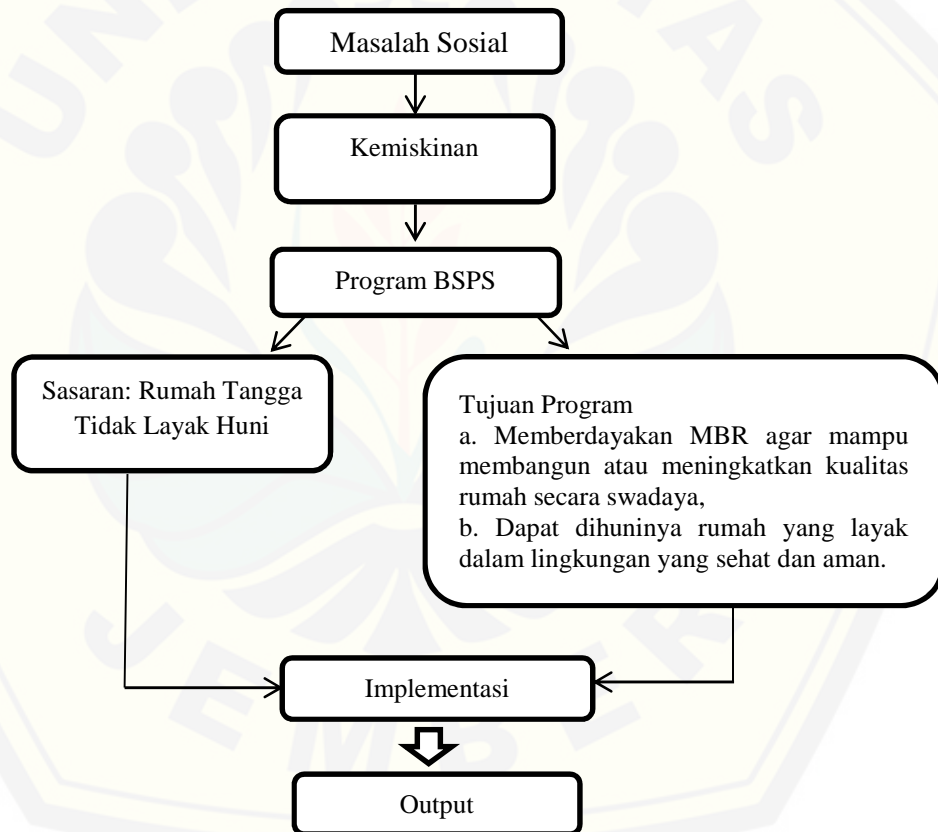 Masalah Sosial
Kemiskinan
Program BSPS
Sasaran: Rumah Tangga
Tidak Layak Huni
Tujuan Program
a. Memberdayakan MBR agar mampu
membangun atau meningkatkan kualitas
rumah secara swadaya,
b. Dapat dihuninya rumah yang layak
dalam lingkungan yang sehat dan aman.
Implementasi
Output
JEMBER